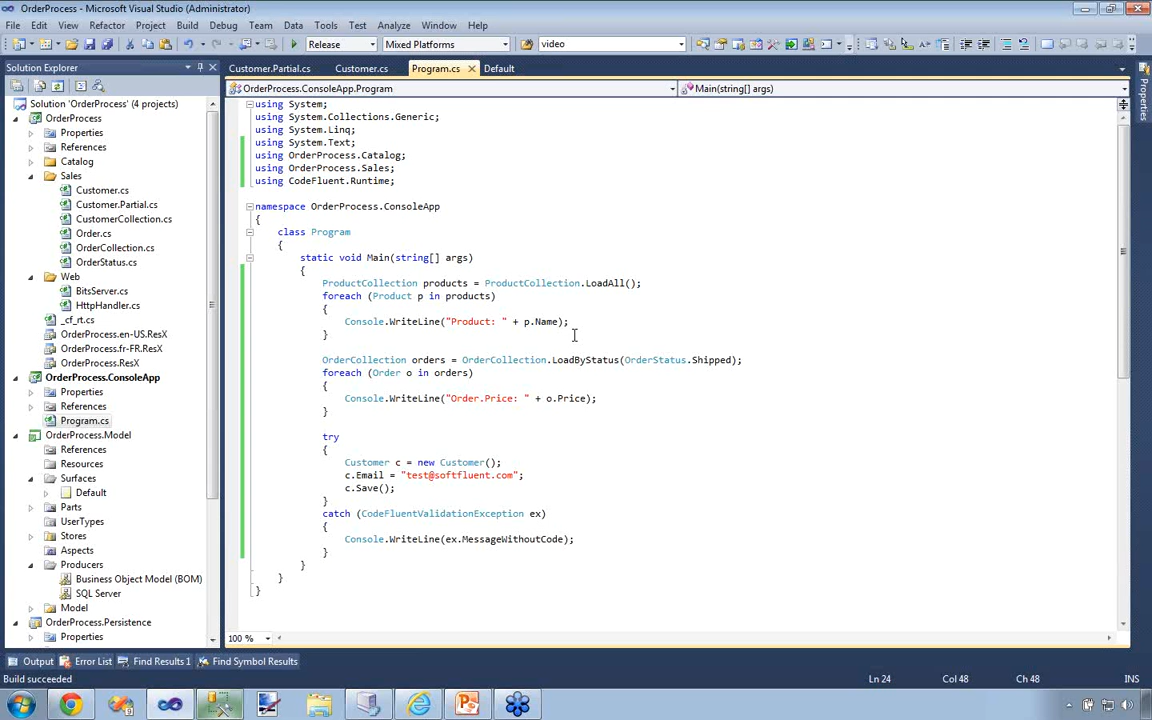 OrderProcess - Microsoft Visual Studio (Administrator)
File Edit View Refactor Project Build Debug Team Data Tools Test Analyze Window Help
Release Mixed Platforms video
Solution Explorer
Solution 'OrderProcess' (4 projects)
OrderProcess
Properties
References
Catalog
Sales
Customer.cs
Customer.Partial.cs
CustomerCollection.cs
Order.cs
OrderCollection.cs
OrderStatus.cs
Web
BitsServer.cs
HttpHandler.cs
_cf_rt.cs
OrderProcess.en-US.ResX
OrderProcess.fr-FR.ResX
OrderProcess.ResX
OrderProcess.ConsoleApp
Properties
References
Program.cs
OrderProcess.Model
References
Resources
Surfaces
Default
Parts
UserTypes
Stores
Aspects
Producers
Business Object Model (BOM)
SQL Server
Model
OrderProcess.Persistence
Properties
Customer.Partial.cs Customer.cs Program.cs Default
OrderProcess.ConsoleApp.Program Main(string[] args)
using System;
using System.Collections.Generic;
using System.Linq;
using System.Text;
using OrderProcess.Catalog;
using OrderProcess.Sales;
using CodeFluent.Runtime;
namespace OrderProcess.ConsoleApp
{
class Program
{
static void Main(string[] args)
{
ProductCollection products = ProductCollection.LoadAll();
foreach (Product p in products)
{
Console.WriteLine("Product: " + p.Name);
}
OrderCollection orders = OrderCollection.LoadByStatus(OrderStatus.Shipped);
foreach (Order o in orders)
{
Console.WriteLine("Order.Price: " + o.Price);
}
try
{
Customer c = new Customer();
c.Email = "test@softfluent.com";
c.Save();
}
catch (CodeFluentValidationException ex)
{
Console.WriteLine(ex.MessageWithoutCode);
}
}
}
}
100 %
Properties
Output Error List Find Results 1 Find Symbol Results
Build succeeded Ln 24 Col 48 Ch 48 INS